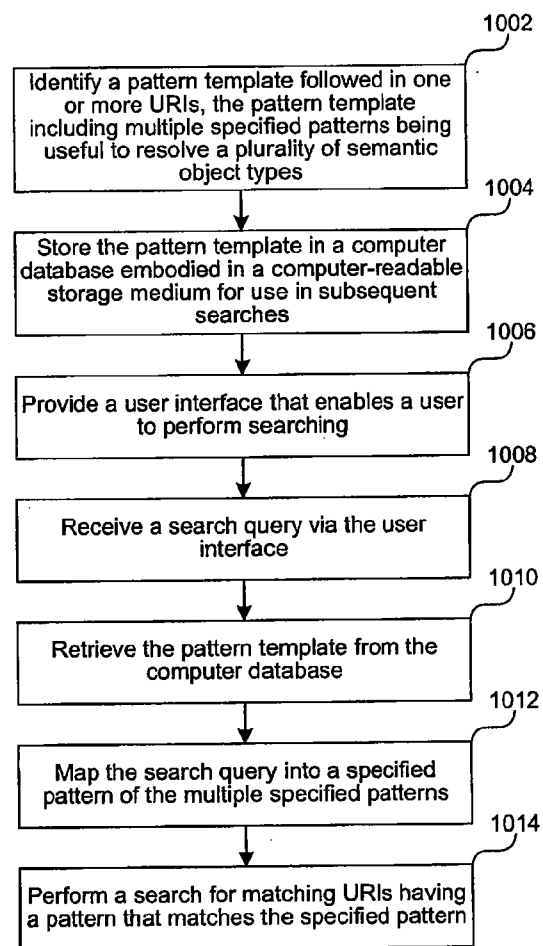 1002
Identify a pattern template followed in one
or more URIs, the pattern template
including multiple specified patterns being
useful to resolve a plurality of semantic
object types
1004
Store the pattern template in a computer
database embodied in a computer-readable
storage medium for use in subsequent
searches
1006
Provide a user interface that enables a user
to perform searching
1008
Receive a search query via the user
interface
1010
Retrieve the pattern template from the
computer database
1012
Map the search query into a specified
pattern of the multiple specified patterns
1014
Perform a search for matching URIs having
a pattern that matches the specified pattern